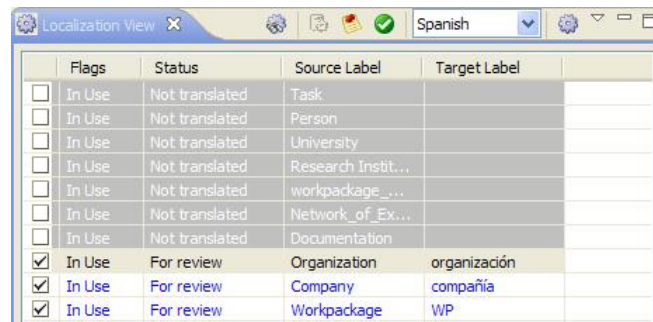 Localization View Spanish
Flags Status Source Label Target Label
In Use Not translated Task
In Use Not translated Person
In Use Not translated University
In Use Not translated Research Instit...
In Use Not translated workpackage_...
In Use Not translated Network_of_Ex...
In Use Not translated Documentation
In Use For review Organization organización
In Use For review Company compañía
In Use For review Workpackage WP